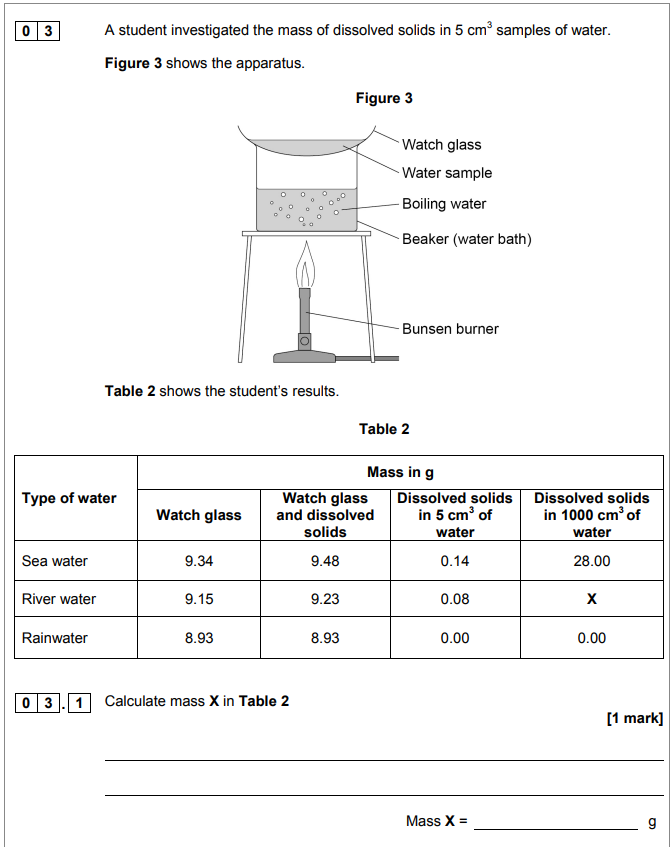 0 3 A student investigated the mass of dissolved solids in 5 cm³ samples of water.
Figure 3 shows the apparatus.
Figure 3
Watch glass
Water sample
Boiling water
Beaker (water bath)
Bunsen burner
Table 2 shows the student's results.
Table 2
Type of water
Mass in g
Watch glass
Watch glass
and dissolved
solids
Dissolved solids
in 5 cm³ of
water
Dissolved solids
in 1000 cm³ of
water
Sea water 9.34 9.48 0.14 28.00
River water 9.15 9.23 0.08 X
Rainwater 8.93 8.93 0.00 0.00
0 3 . 1 Calculate mass X in Table 2
[1 mark]
Mass X = g